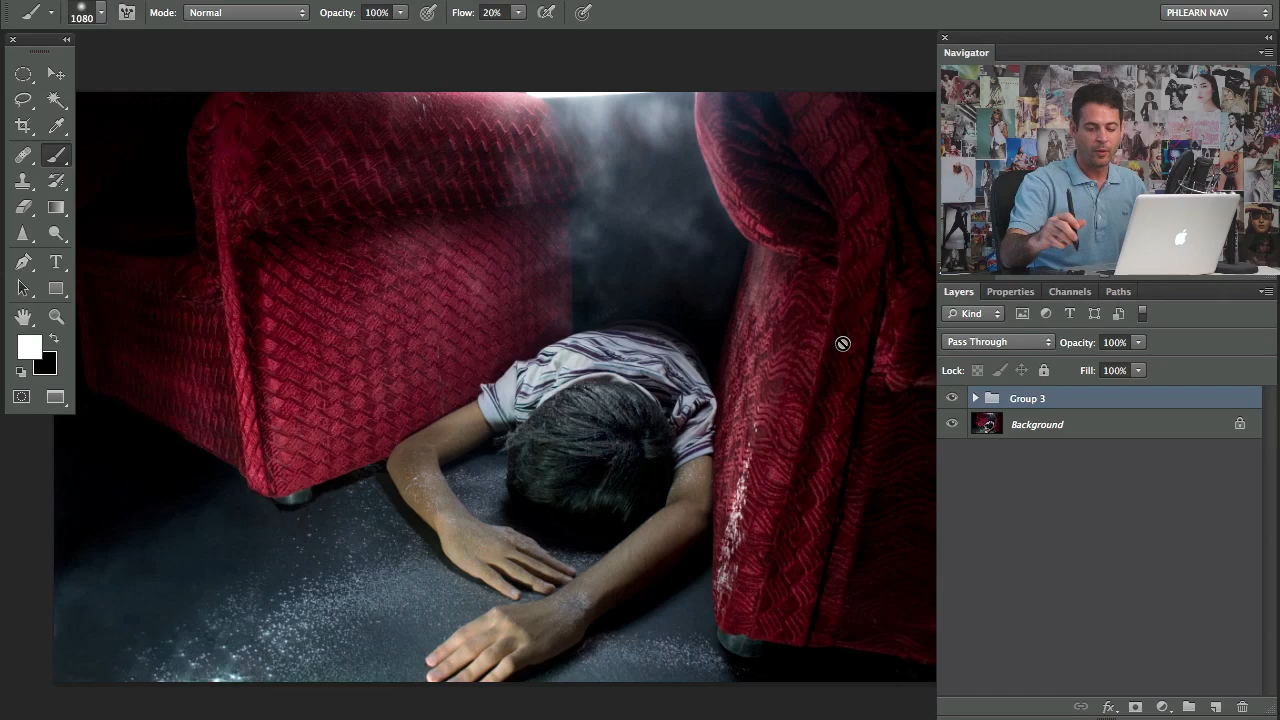 1080 Mode: Normal Opacity: 100% Flow: 20% PHLEARN NAV
Navigator
Layers Properties Channels Paths
Kind T
Pass Through Opacity: 100%
Lock: Fill: 100%
Group 3
Background
T
fx